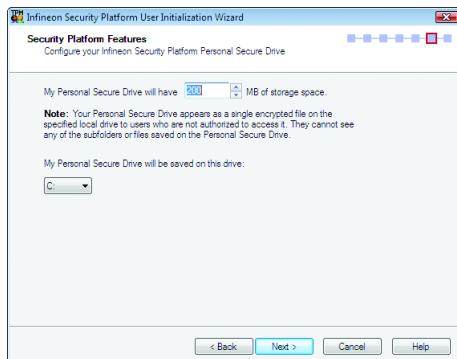 TPM
Infineon Security Platform User Initialization Wizard
Security Platform Features
Configure your Infineon Security Platform Personal Secure Drive
My Personal Secure Drive will have 200 MB of storage space.
Note: Your Personal Secure Drive appears as a single encrypted file on the
specified local drive to users who are not authorized to access it. They cannot see
any of the subfolders or files saved on the Personal Secure Drive.
My Personal Secure Drive will be saved on this drive:
C:
< Back Next > Cancel Help